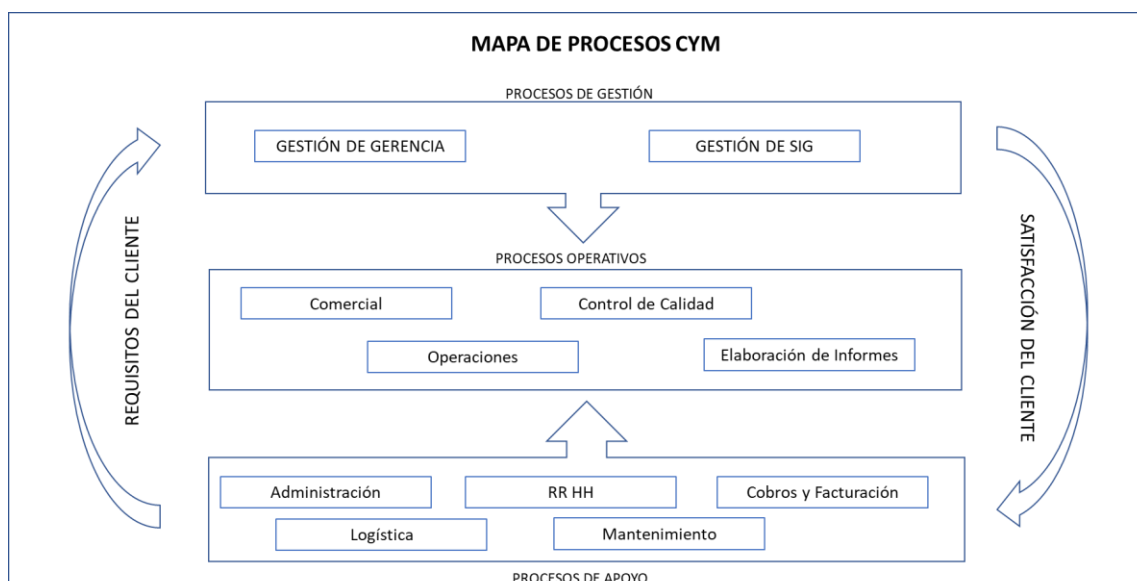 MAPA DE PROCESOS CYM
PROCESOS DE GESTIÓN
GESTIÓN DE GERENCIA
GESTIÓN DE SIG
REQUISITOS DEL CLIENTE
SATISFACCIÓN DEL CLIENTE
PROCESOS OPERATIVOS
Comercial
Control de Calidad
Operaciones
Elaboración de Informes
Administración
RR HH
Cobros y Facturación
Logística
Mantenimiento
PROCESOS DE APOYO